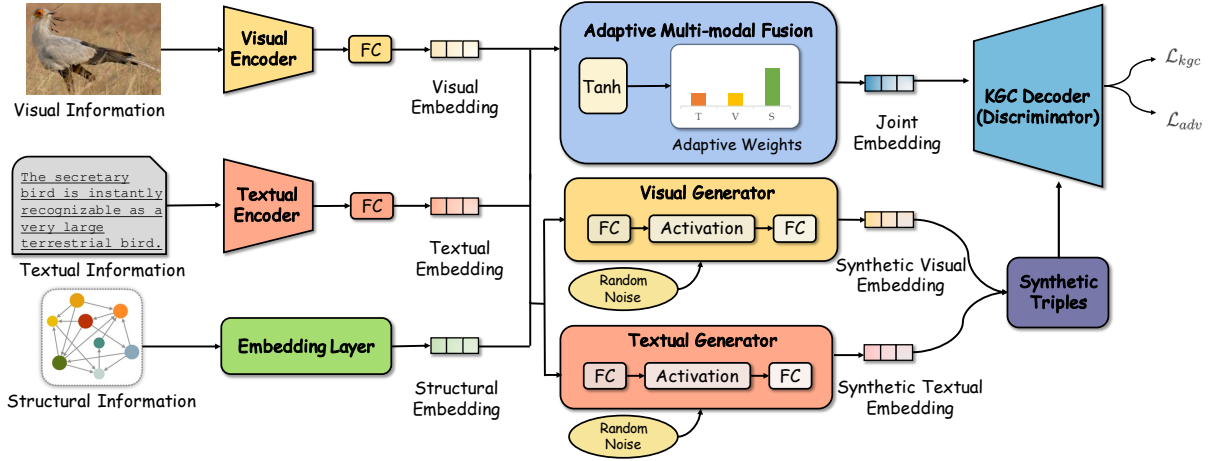 Visual Information
Visual
Encoder
FC
Visual
Embedding
Adaptive Multi-modal Fusion
Tanh
T V S
Adaptive Weights
Joint
Embedding
KGC Decoder
(Discriminator)
ℒkgc
ℒadv
The secretary
bird is instantly
recognizable as a
very large
terrestrial bird.
Textual Information
Textual
Encoder
FC
Textual
Embedding
Visual Generator
FC
Activation
FC
Random
Noise
Synthetic Visual
Embedding
Synthetic
Triples
Structural Information
Embedding Layer
Structural
Embedding
Textual Generator
FC
Activation
FC
Random
Noise
Synthetic Textual
Embedding